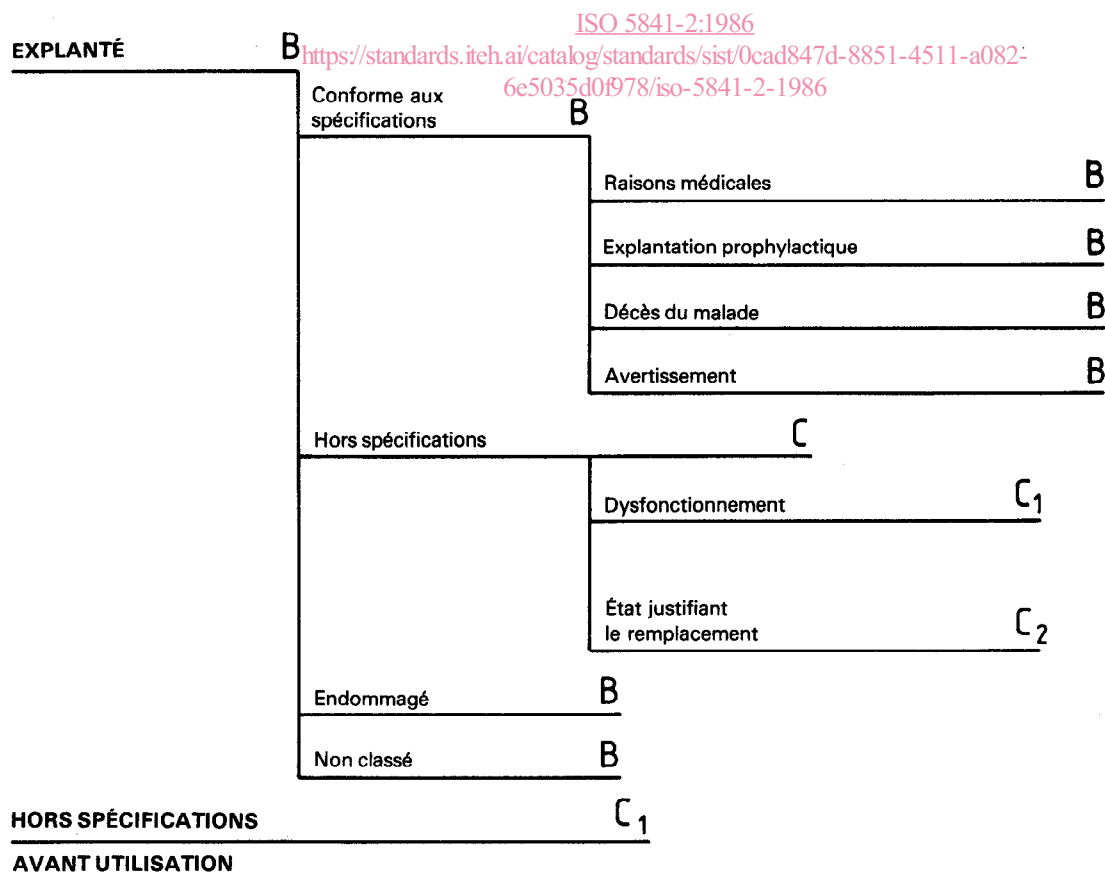 ISO 5841-2:1986
EXPLANTÉ B
https://standards.iteh.ai/catalog/standards/sist/0cad847d-8851-4511-a082-
6e5035d0f978/iso-5841-2-1986
Conforme aux
spécifications B
Raisons médicales B
Explantation prophylactique B
Décès du malade B
Avertissement B
Hors spécifications C
Dysfonctionnement C1
État justifiant
le remplacement C2
Endommagé B
Non classé B
HORS SPÉCIFICATIONS C1
AVANT UTILISATION